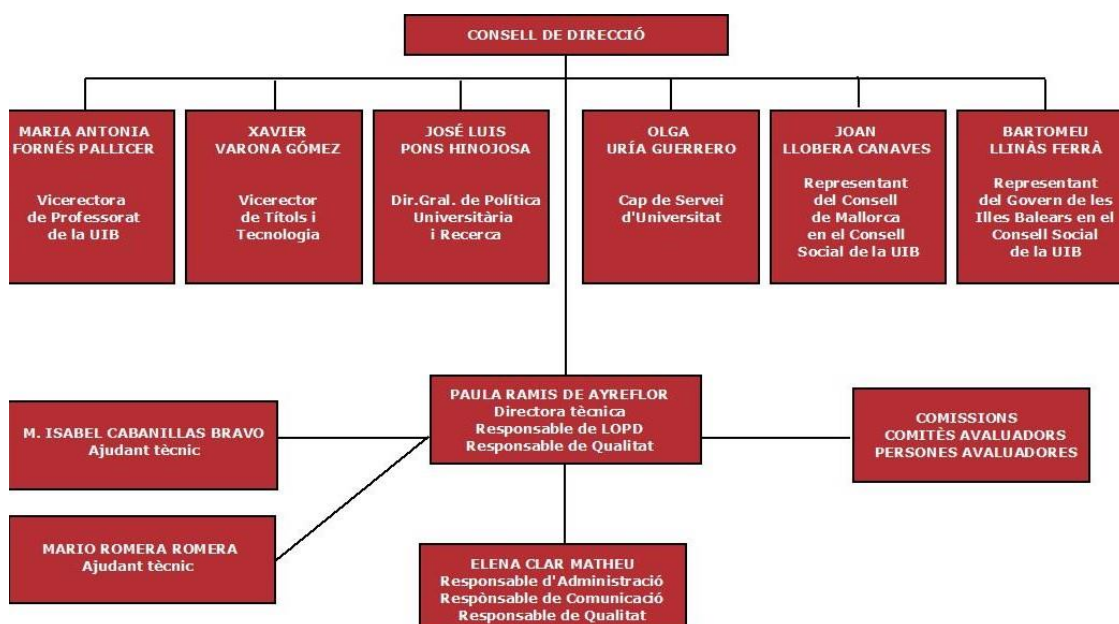 CONSELL DE DIRECCIÓ
MARIA ANTONIA
FORNÉS PALLICER
Vicerectora
de Professorat
de la UIB
XAVIER
VARONA GÓMEZ
Vicerector
de Títols i
Tecnologia
JOSÉ LUIS
PONS HINOJOSA
Dir.Gral. de Política
Universitària
i Recerca
OLGA
URÍA GUERRERO
Cap de Servei
d'Universitat
JOAN
LLOBERA CANAVES
Representant
del Consell
de Mallorca
en el Consell
Social de la UIB
BARTOMEU
LLINÀS FERRÀ
Representant
del Govern de les
Illes Balears en el
Consell Social
de la UIB
PAULA RAMIS DE AYREFLOR
Directora tècnica
Responsable de LOPD
Responsable de Qualitat
M. ISABEL CABANILLAS BRAVO
Ajudant tècnic
COMISSIONS
COMITÈS AVALUADORS
PERSONES AVALUADORES
MARIO ROMERA ROMERA
Ajudant tècnic
ELENA CLAR MATHEU
Responsable d'Administració
Respònsable de Comunicació
Responsable de Qualitat